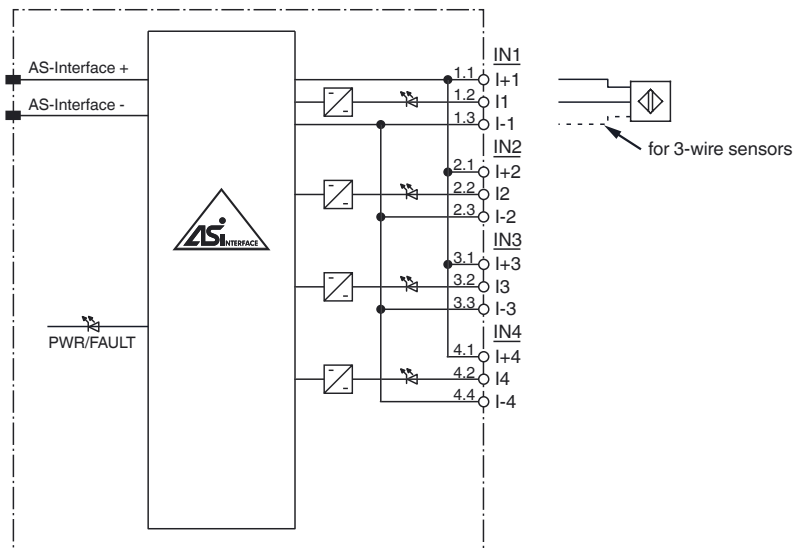 IN1
AS-Interface +
1.1 I+1
1.2 I1
AS-Interface -
1.3 I-1
for 3-wire sensors
IN2
2.1 I+2
2.2 I2
2.3 I-2
ASi INTERFACE
IN3
3.1 I+3
3.2 I3
3.3 I-3
PWR/FAULT
IN4
4.1 I+4
4.2 I4
4.4 I-4